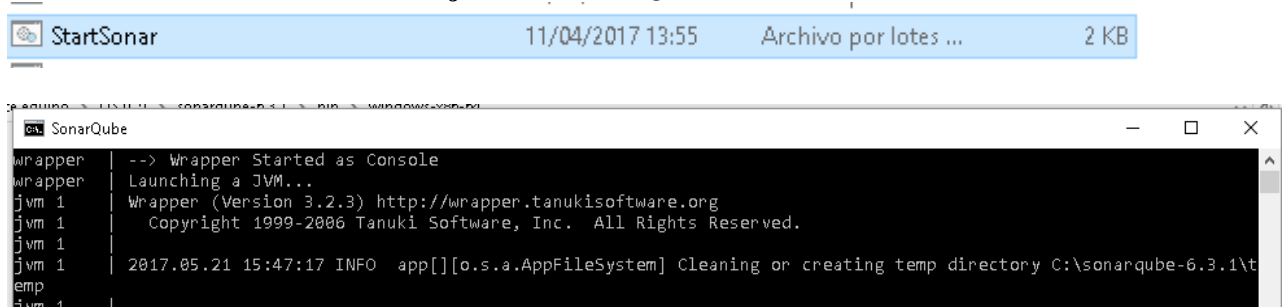 StartSonar 11/04/2017 13:55 Archivo por lotes ... 2 KB
SonarQube
wrapper | --> Wrapper Started as Console
wrapper | Launching a JVM...
jvm 1 | Wrapper (Version 3.2.3) http://wrapper.tanukisoftware.org
jvm 1 | Copyright 1999-2006 Tanuki Software, Inc. All Rights Reserved.
jvm 1 |
jvm 1 | 2017.05.21 15:47:17 INFO app[][o.s.a.AppFileSystem] Cleaning or creating temp directory C:\sonarqube-6.3.1\t
emp
jvm 1 |